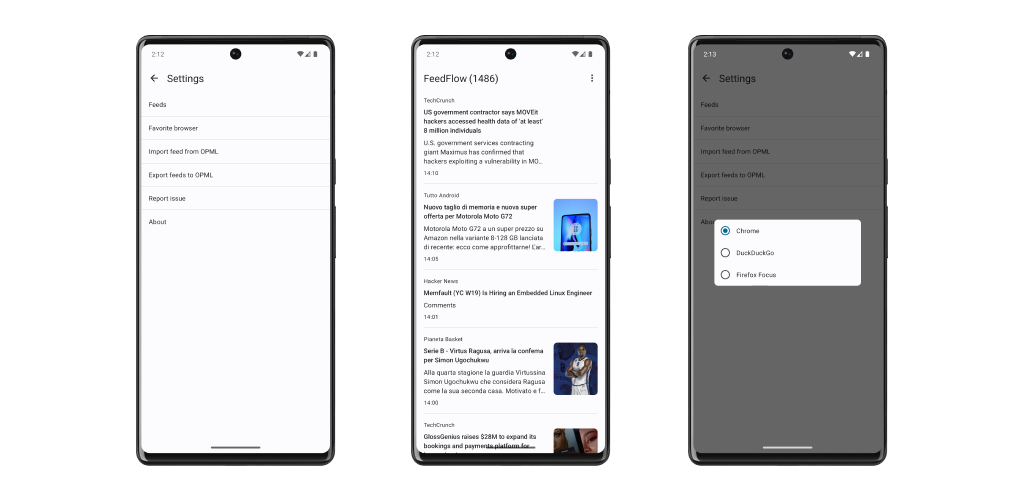 2:12
Settings
Feeds
Favorite browser
Import feed from OPML
Export feeds to OPML
Report issue
About
2:12
FeedFlow (1486)
TechCrunch
US government contractor says MOVEit
hackers accessed health data of 'at least'
8 million individuals
U.S. government services contracting
giant Maximus has confirmed that
hackers exploiting a vulnerability in MO…
14:10
Tutto Android
Nuovo taglio di memoria e nuova super
offerta per Motorola Moto G72
Motorola Moto G72 a un super prezzo su
Amazon nella variante 8-128 GB lanciata
di recente: ecco come approfittarne! L'ar…
14:05
Hacker News
Memfault (YC W19) Is Hiring an Embedded Linux Engineer
Comments
14:01
Pianeta Basket
Serie B - Virtus Ragusa, arriva la confema
per Simon Ugochukwu
Alla quarta stagione la guardia Virtussina
Simon Ugochukwu che considera Ragusa
come la sua seconda casa. Motivato e f…
14:00
TechCrunch
GlossGenius raises $28M to expand its
bookings and payments platform for
2:13
Settings
Feeds
Favorite browser
Import feed from OPML
Export feeds to OPML
Report issue
Abou
Chrome
DuckDuckGo
Firefox Focus